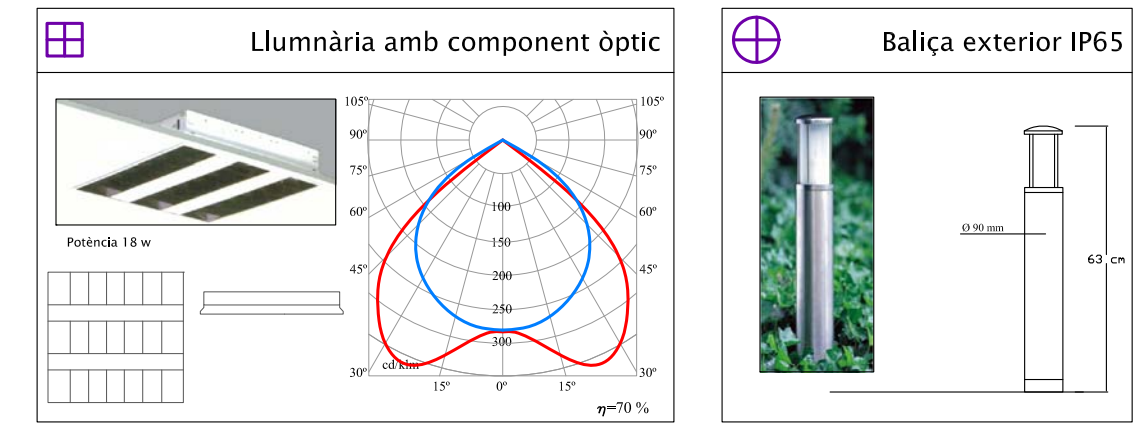 Llumnària amb component òptic
105º
105º
90º
90º
75º
75º
60º
60º
45º
45º
30º
30º
15º
0º
15º
100
150
200
250
300
cd/klm
η=70 %
Potència 18 w
Baliça exterior IP65
Ø 90 mm
63 cm